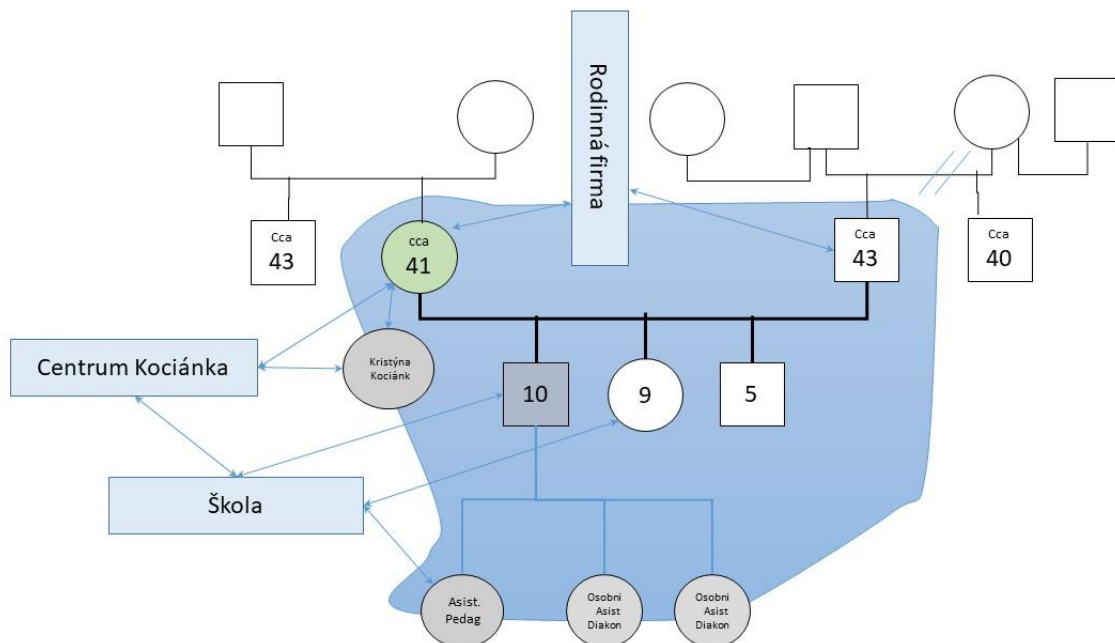 Rodinná firma
Cca
43
cca
41
Cca
43
Cca
40
Centrum Kociánka
Kristýna
Kociánk
10
9
5
Škola
Asist.
Pedag
Osobni
Asist
Diakon
Osobni
Asist
Diakon